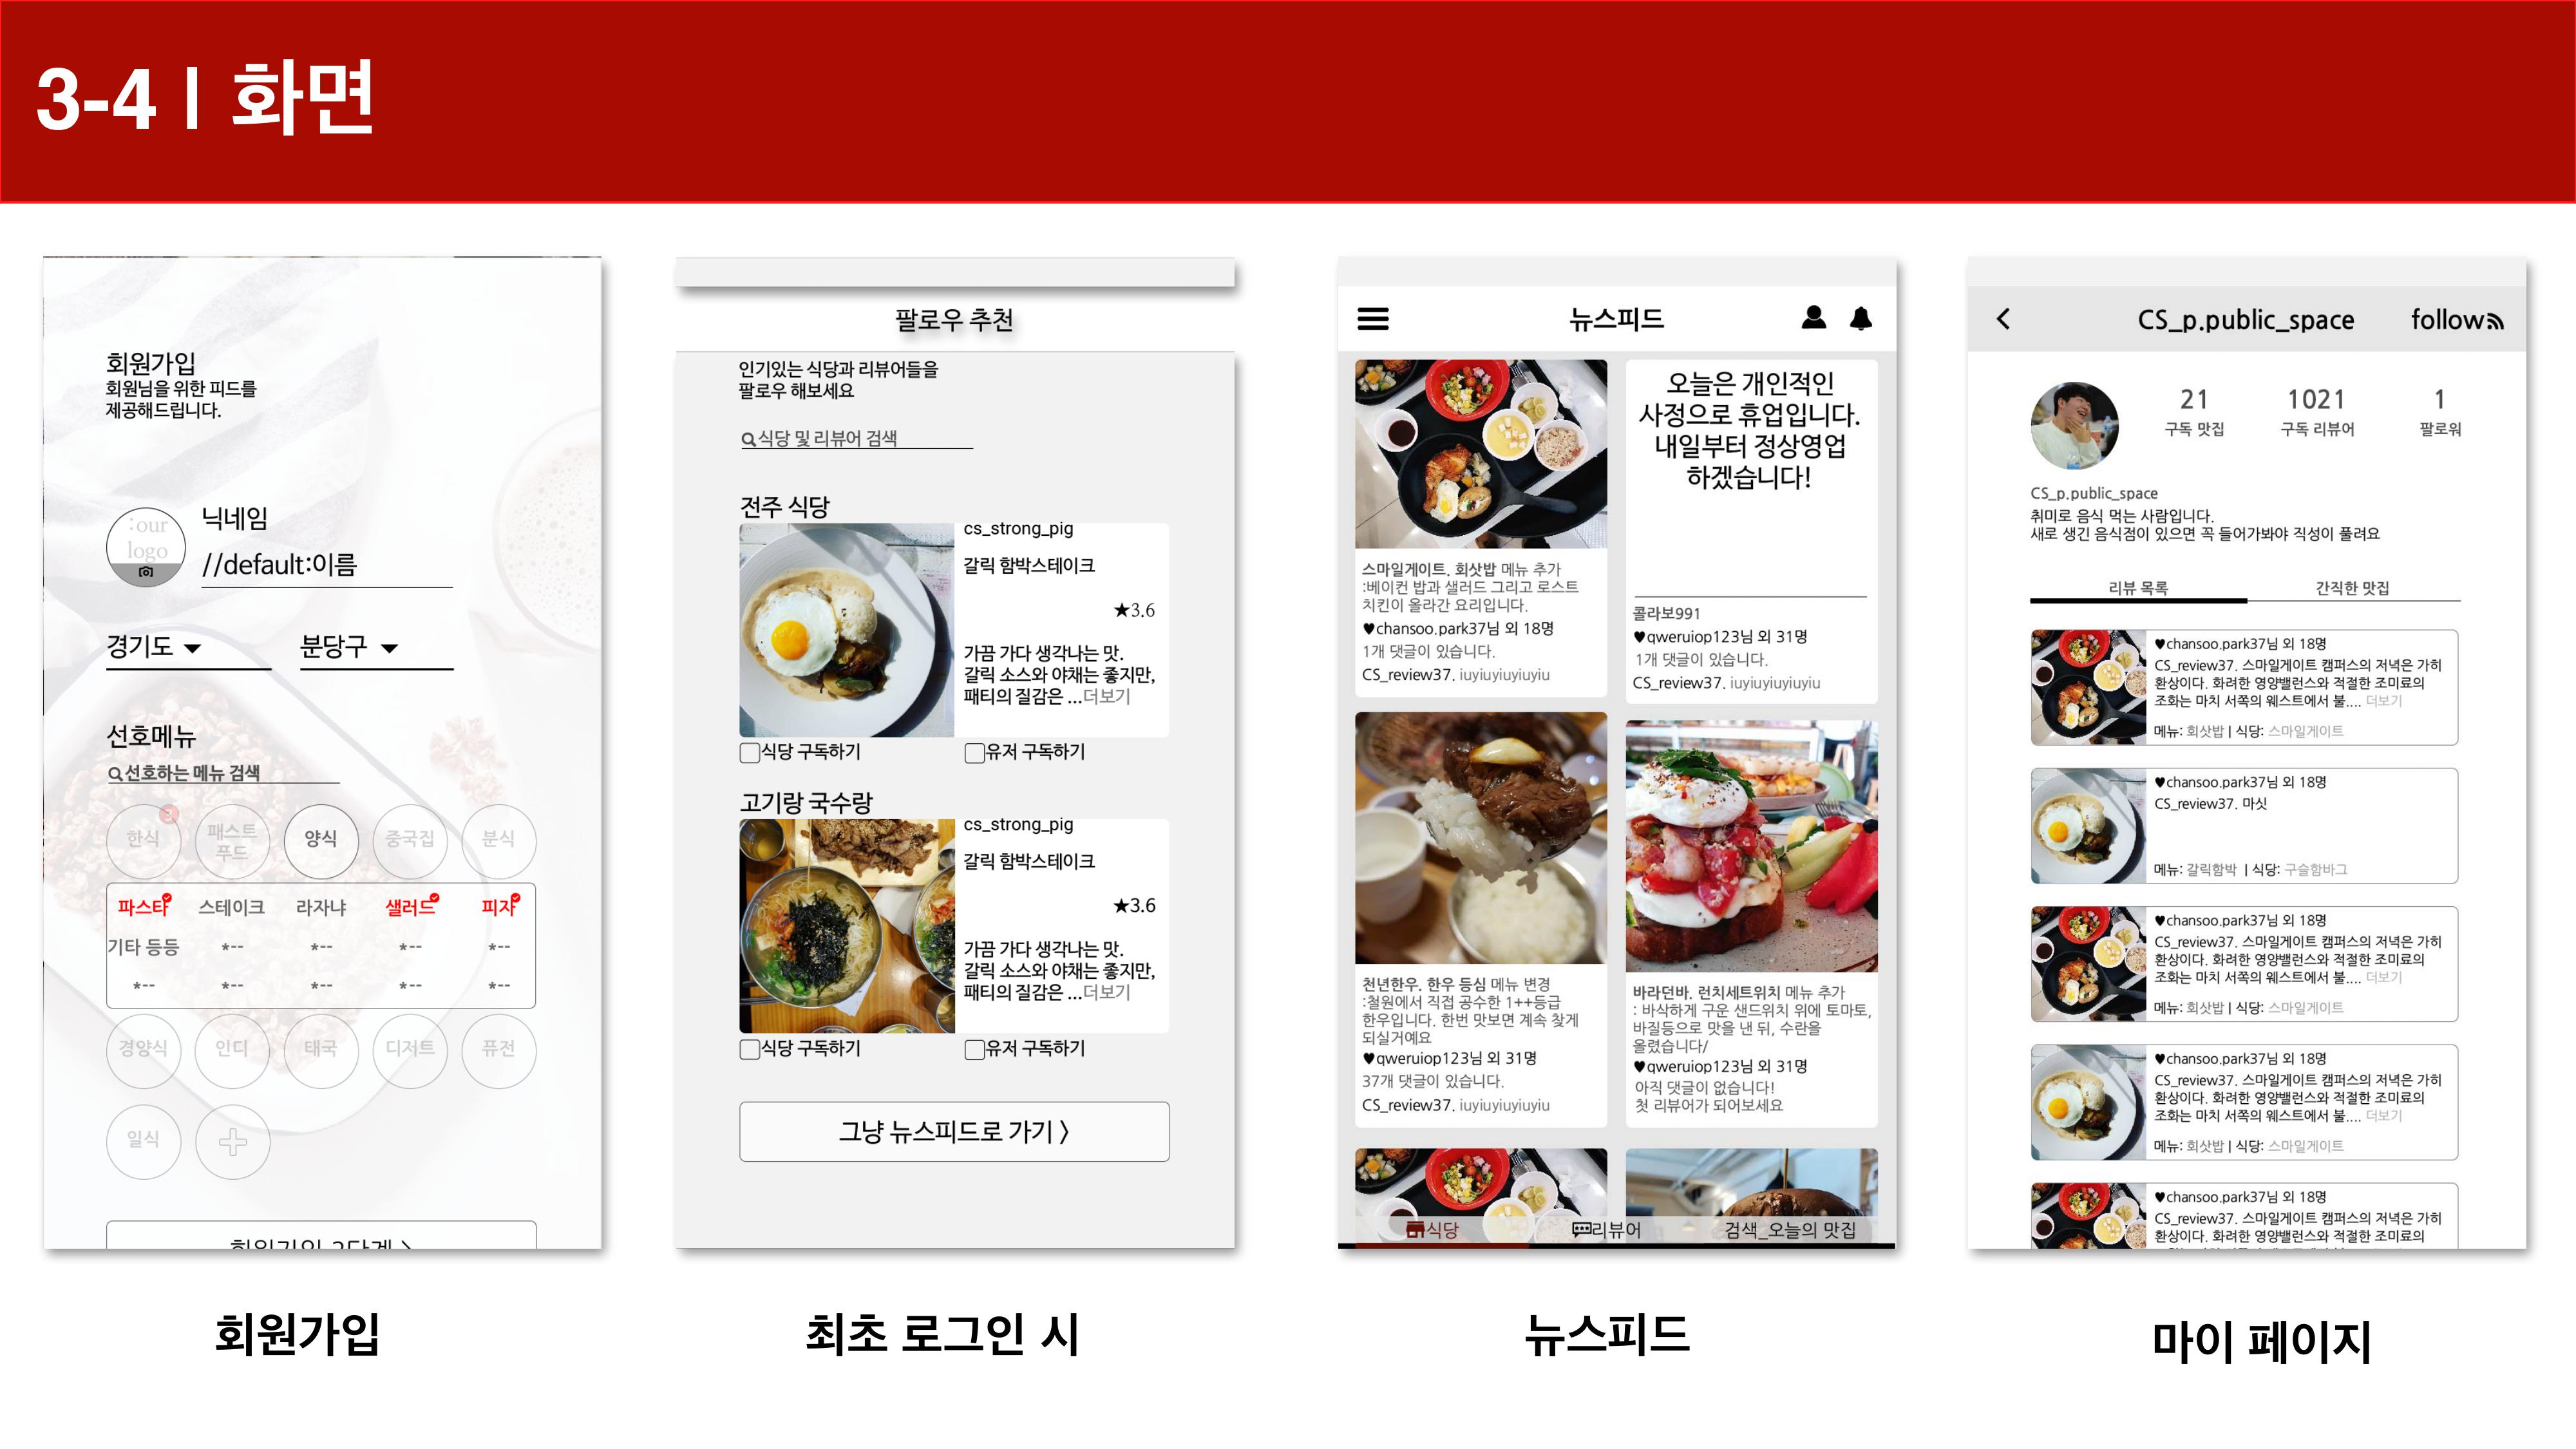 3-4 | 화면
회원가입
회원님을 위한 피드를
제공해드립니다.
:our
logo
닉네임
//default:이름
경기도
분당구
선호메뉴
선호하는 메뉴 검색
한식 패스트 푸드 양식 중국집 분식
파스타 스테이크 라자냐 샐러드 피자
기타 등등 *-- *-- *-- *--
*-- *-- *-- *-- *--
경양식 인디 태국 디저트 퓨전
일식
회원가입
팔로우 추천
인기있는 식당과 리뷰어들을
팔로우 해보세요
식당 및 리뷰어 검색
전주 식당
cs_strong_pig
갈릭 함박스테이크
★3.6
가끔 가다 생각나는 맛.
갈릭 소스와 야채는 좋지만,
패티의 질감은 ...더보기
식당 구독하기 유저 구독하기
고기랑 국수랑
cs_strong_pig
갈릭 함박스테이크
★3.6
가끔 가다 생각나는 맛.
갈릭 소스와 야채는 좋지만,
패티의 질감은 ...더보기
식당 구독하기 유저 구독하기
그냥 뉴스피드로 가기 〉
최초 로그인 시
뉴스피드
스마일게이트. 회삿밥 메뉴 추가
:베이컨 밥과 샐러드 그리고 로스트
치킨이 올라간 요리입니다.
♥chansoo.park37님 외 18명
1개 댓글이 있습니다.
CS_review37. iuyiuyiuyiuyiu
오늘은 개인적인
사정으로 휴업입니다.
내일부터 정상영업
하겠습니다!
콜라보991
♥qweruiop123님 외 31명
1개 댓글이 있습니다.
CS_review37. iuyiuyiuyiuyiu
천년한우. 한우 등심 메뉴 변경
:철원에서 직접 공수한 1++등급
한우입니다. 한번 맛보면 계속 찾게
되실거예요
♥qweruiop123님 외 31명
37개 댓글이 있습니다.
CS_review37. iuyiuyiuyiuyiu
바라던바. 런치세트위치 메뉴 추가
: 바삭하게 구운 샌드위치 위에 토마토,
바질등으로 맛을 낸 뒤, 수란을
올렸습니다/
♥qweruiop123님 외 31명
아직 댓글이 없습니다!
첫 리뷰어가 되어보세요
식당 리뷰어 검색_오늘의 맛집
뉴스피드
CS_p.public_space follow
21 1021 1
구독 맛집 구독 리뷰어 팔로워
CS_p.public_space
취미로 음식 먹는 사람입니다.
새로 생긴 음식점이 있으면 꼭 들어가봐야 직성이 풀려요
리뷰 목록 간직한 맛집
♥chansoo.park37님 외 18명
CS_review37. 스마일게이트 캠퍼스의 저녁은 가히
환상이다. 화려한 영양밸런스와 적절한 조미료의
조화는 마치 서쪽의 웨스트에서 불.... 더보기
메뉴: 회삿밥 | 식당: 스마일게이트
♥chansoo.park37님 외 18명
CS_review37. 마싯
메뉴: 갈릭함박 | 식당: 구슬함바그
♥chansoo.park37님 외 18명
CS_review37. 스마일게이트 캠퍼스의 저녁은 가히
환상이다. 화려한 영양밸런스와 적절한 조미료의
조화는 마치 서쪽의 웨스트에서 불.... 더보기
메뉴: 회삿밥 | 식당: 스마일게이트
♥chansoo.park37님 외 18명
CS_review37. 스마일게이트 캠퍼스의 저녁은 가히
환상이다. 화려한 영양밸런스와 적절한 조미료의
조화는 마치 서쪽의 웨스트에서 불.... 더보기
메뉴: 회삿밥 | 식당: 스마일게이트
♥chansoo.park37님 외 18명
CS_review37. 스마일게이트 캠퍼스의 저녁은 가히
환상이다. 화려한 영양밸런스와 적절한 조미료의
마이 페이지